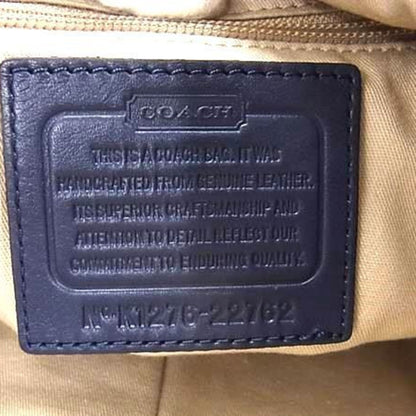 COACH
THIS IS A COACH BAG. IT WAS
HANDCRAFTED FROM GENUINE LEATHER.
ITS SUPERIOR CRAFTSMANSHIP AND
ATTENTION TO DETAIL REFLECT OUR
COMMITMENT TO ENDURING QUALITY.
No K1276-22762